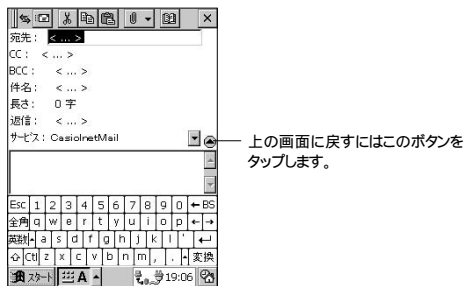 宛先： < ... >
CC： < ... >
BCC： < ... >
件名： < ... >
長さ： 0 字
返信： < ... >
サービス： CasioInetMail
上の画面に戻すにはこのボタンを
タップします。
Esc 1 2 3 4 5 6 7 8 9 0 ←BS
全角 q w e r t y u i o p ← →
英数 a s d f g h j k l ' ↵
⇧ Ctl z x c v b n m , . 変換
スタート A 19:06